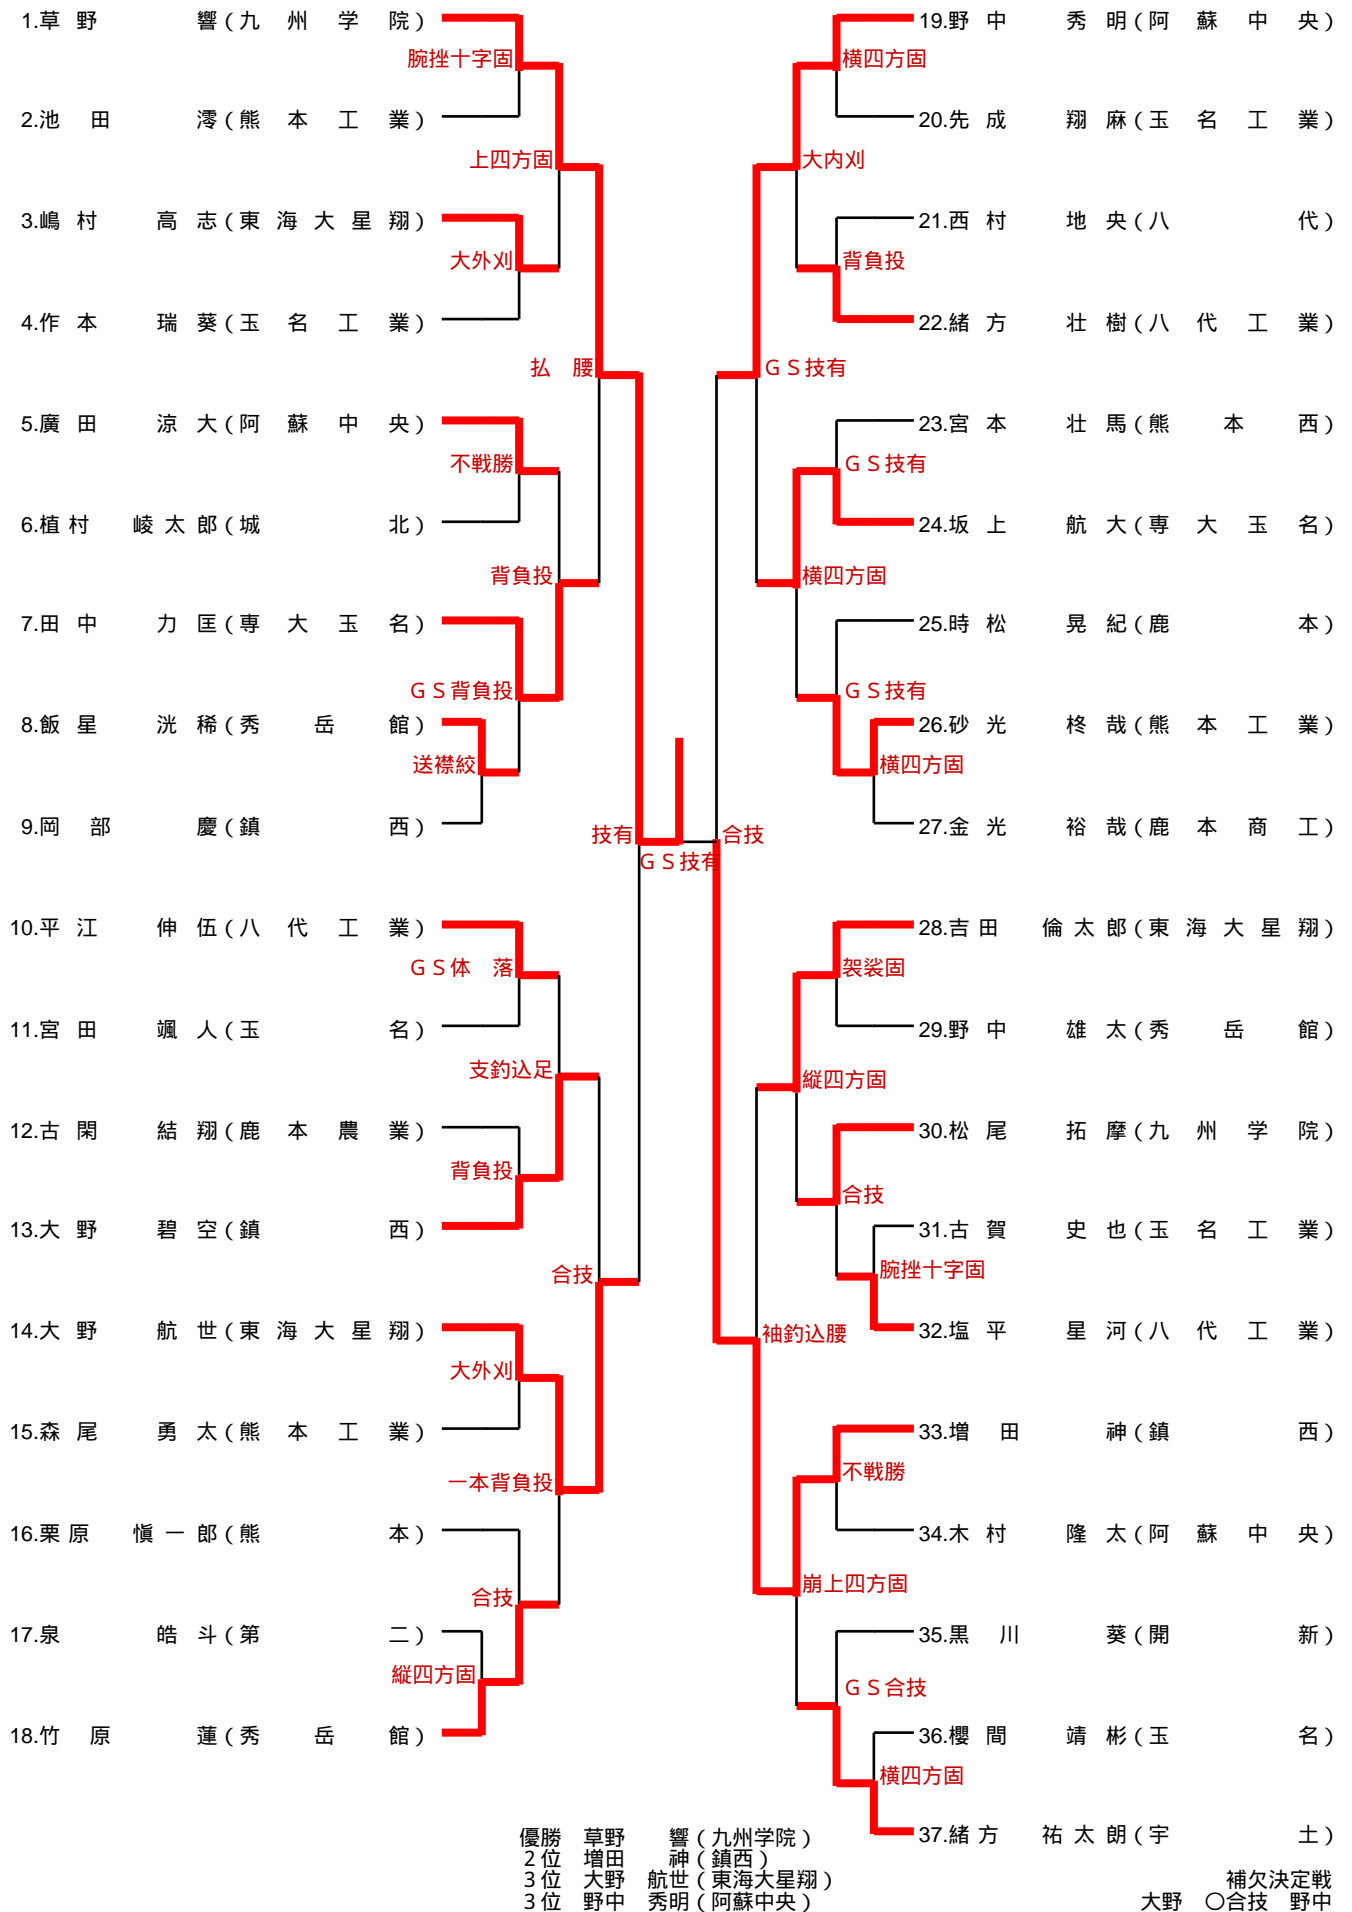 1.草野 響(九州学院)
腕挫十字固
2.池田 澪(熊本工業)
上四方固
3.嶋村 高志(東海大星翔)
大外刈
4.作本 瑞葵(玉名工業)
払 腰
5.廣田 涼大(阿蘇中央)
不戦勝
6.植村 崚太郎(城北)
背負投
7.田中 力匡(専大玉名)
GS背負投
8.飯星 洸稀(秀岳館)
送襟絞
9.岡部 慶(鎮西)
技有
GS技有
10.平江 伸伍(八代工業)
GS体 落
11.宮田 颯人(玉名)
支釣込足
12.古閑 結翔(鹿本農業)
背負投
13.大野 碧空(鎮西)
合技
14.大野 航世(東海大星翔)
大外刈
15.森尾 勇太(熊本工業)
一本背負投
16.栗原 愼一郎(熊本)
合技
17.泉 皓斗(第二)
縦四方固
18.竹原 蓮(秀岳館)
19.野中 秀明(阿蘇中央)
横四方固
20.先成 翔麻(玉名工業)
大内刈
21.西村 地央(八代)
背負投
22.緒方 壮樹(八代工業)
GS技有
23.宮本 壮馬(熊本西)
GS技有
24.坂上 航大(専大玉名)
横四方固
25.時松 晃紀(鹿本)
GS技有
26.砂光 柊哉(熊本工業)
横四方固
27.金光 裕哉(鹿本商工)
合技
28.吉田 倫太郎(東海大星翔)
袈裟固
29.野中 雄太(秀岳館)
縦四方固
30.松尾 拓摩(九州学院)
合技
31.古賀 史也(玉名工業)
腕挫十字固
32.塩平 星河(八代工業)
袖釣込腰
33.増田 神(鎮西)
不戦勝
34.木村 隆太(阿蘇中央)
崩上四方固
35.黒川 葵(開新)
GS合技
36.櫻間 靖彬(玉名)
横四方固
37.緒方 祐太朗(宇土)
優勝 草野 響(九州学院)
2位 増田 神(鎮西)
3位 大野 航世(東海大星翔)
3位 野中 秀明(阿蘇中央)
補欠決定戦
大野 〇合技 野中